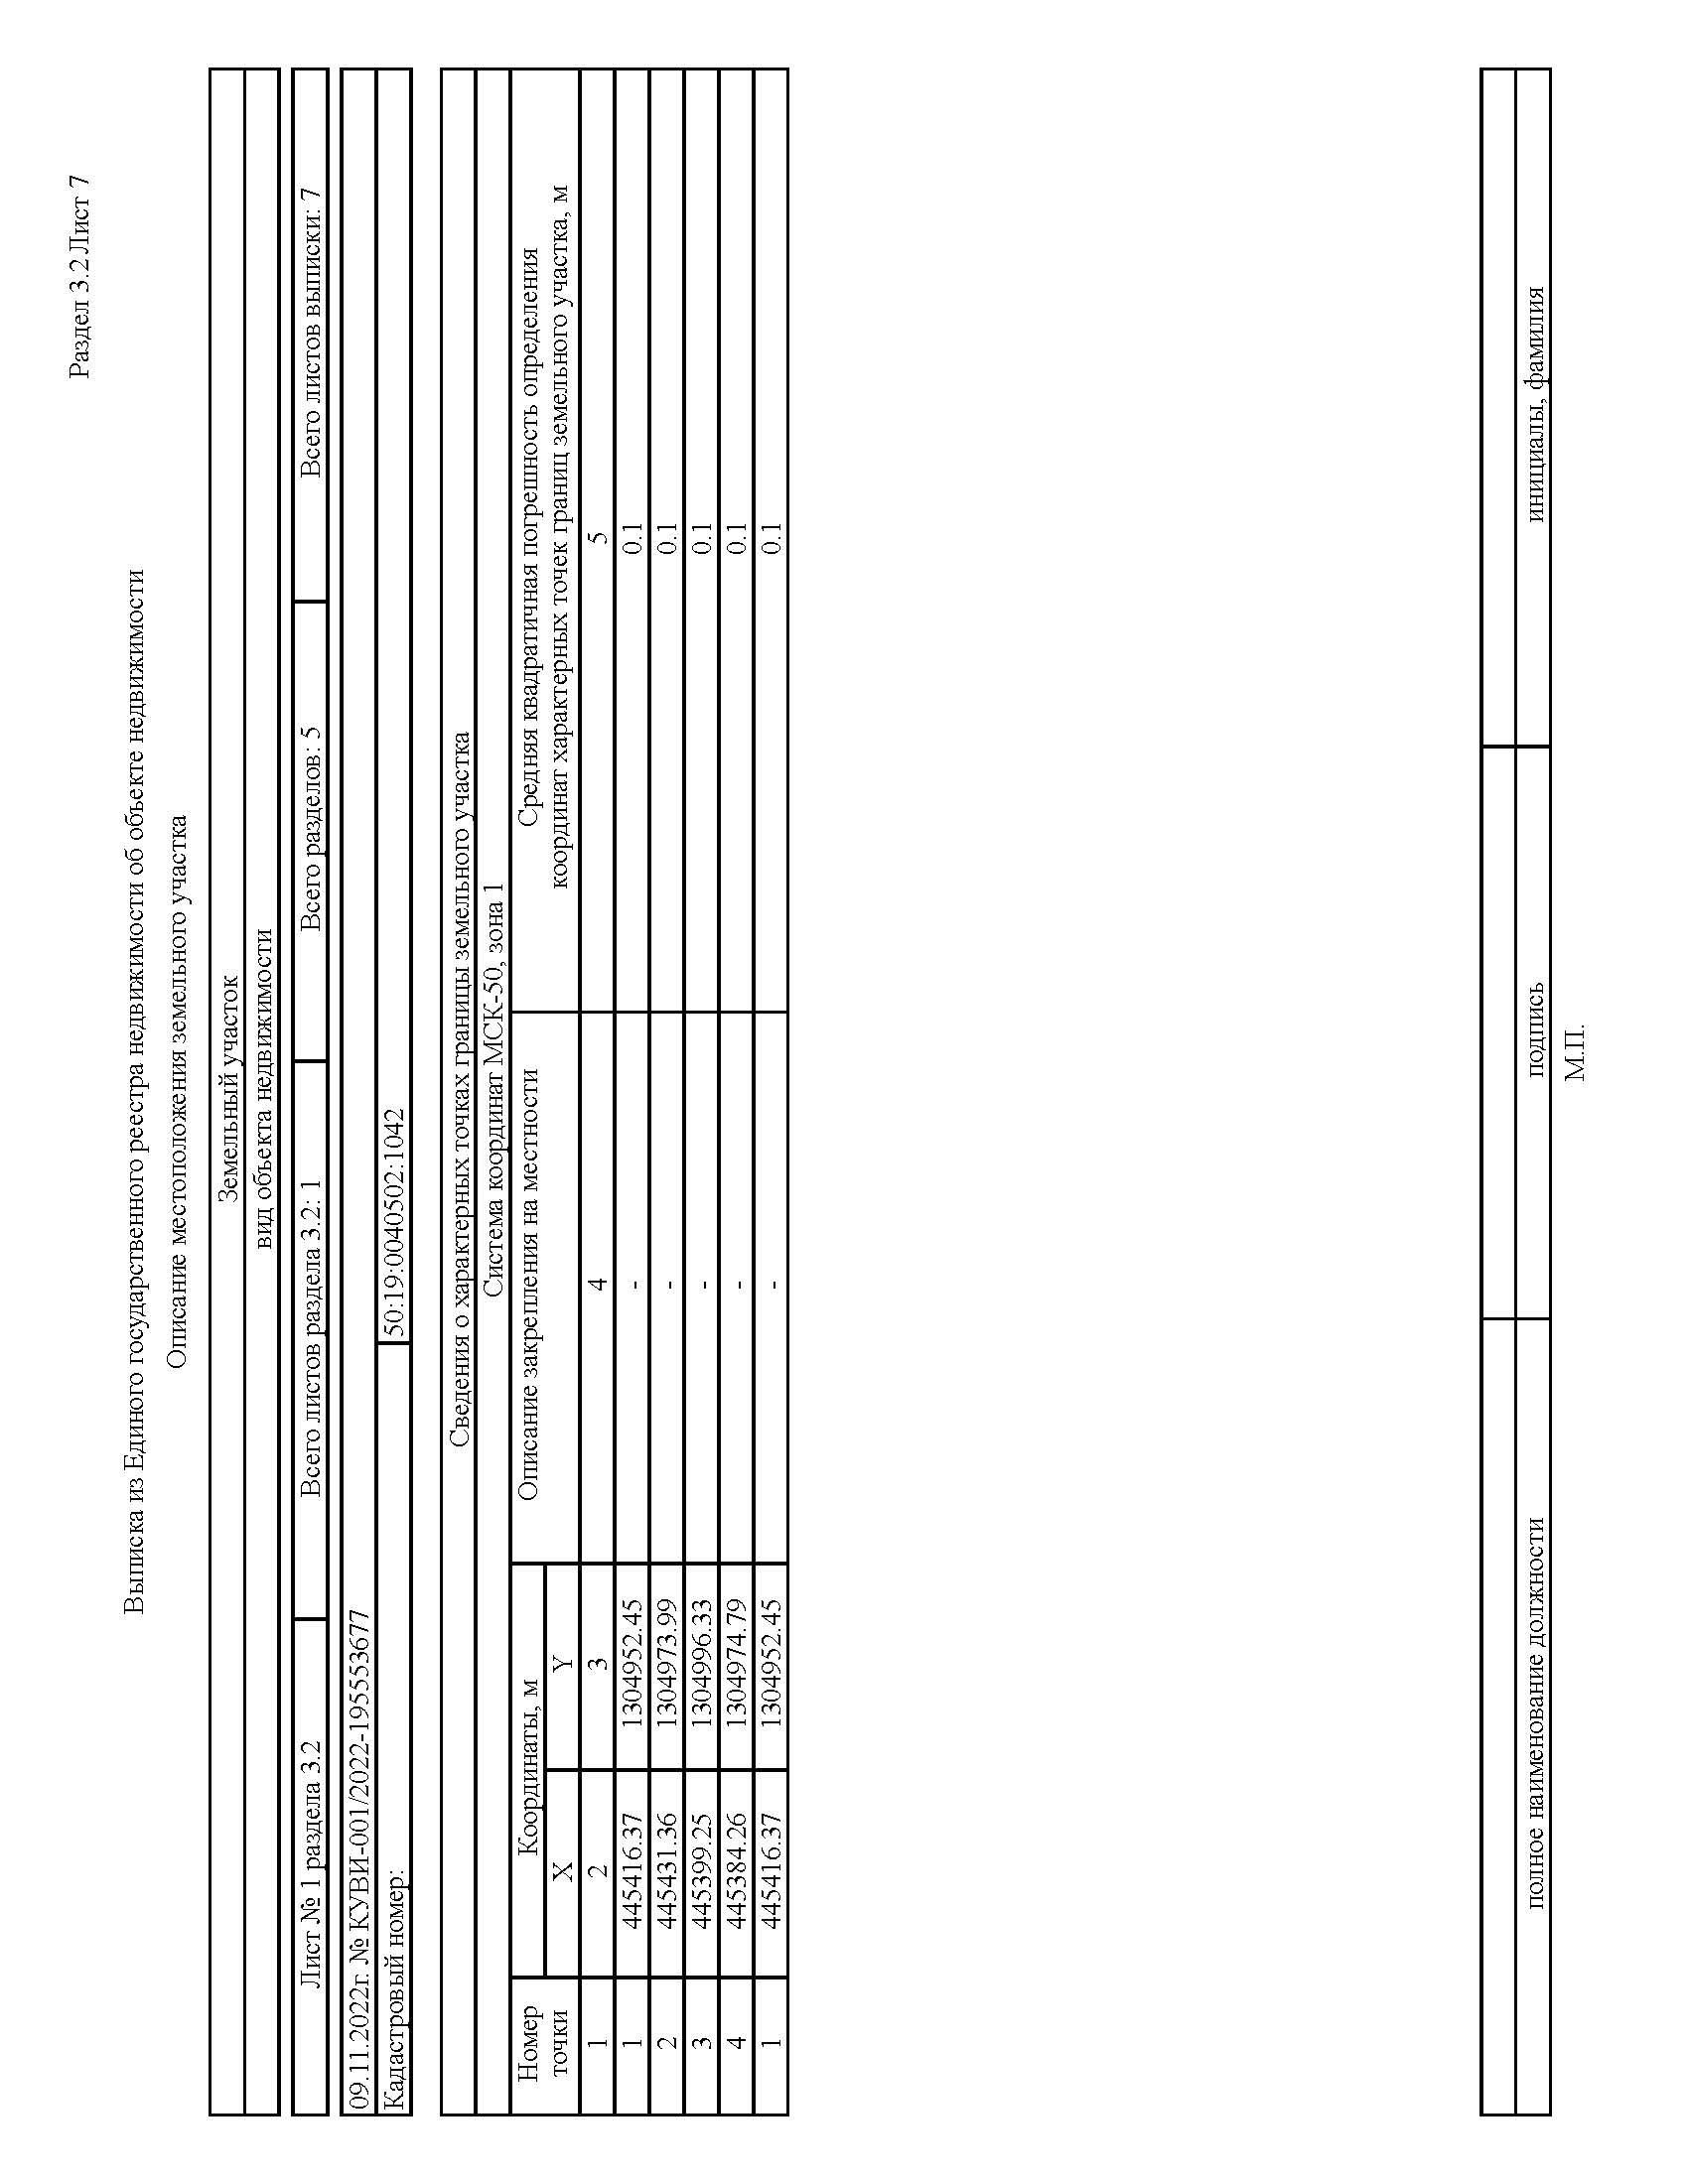 Раздел 3.2 Лист 7
Выписка из Единого государственного реестра недвижимости об объекте недвижимости
Описание местоположения земельного участка
Земельный участок
вид объекта недвижимости
Лист № 1 раздела 3.2 Всего листов раздела 3.2: 1 Всего разделов: 5 Всего листов выписки: 7
09.11.2022г. № КУВИ-001/2022-195553677
Кадастровый номер: 50:19:0040502:1042
Сведения о характерных точках границы земельного участка
Система координат МСК-50, зона 1
Номер точки Координаты, м Описание закрепления на местности Средняя квадратичная погрешность определения
координат характерных точек границ земельного участка, м
X Y
1 2 3 4 5
1 445416.37 1304952.45 - 0.1
2 445431.36 1304973.99 - 0.1
3 445399.25 1304996.33 - 0.1
4 445384.26 1304974.79 - 0.1
1 445416.37 1304952.45 - 0.1
полное наименование должности подпись инициалы, фамилия
М.П.